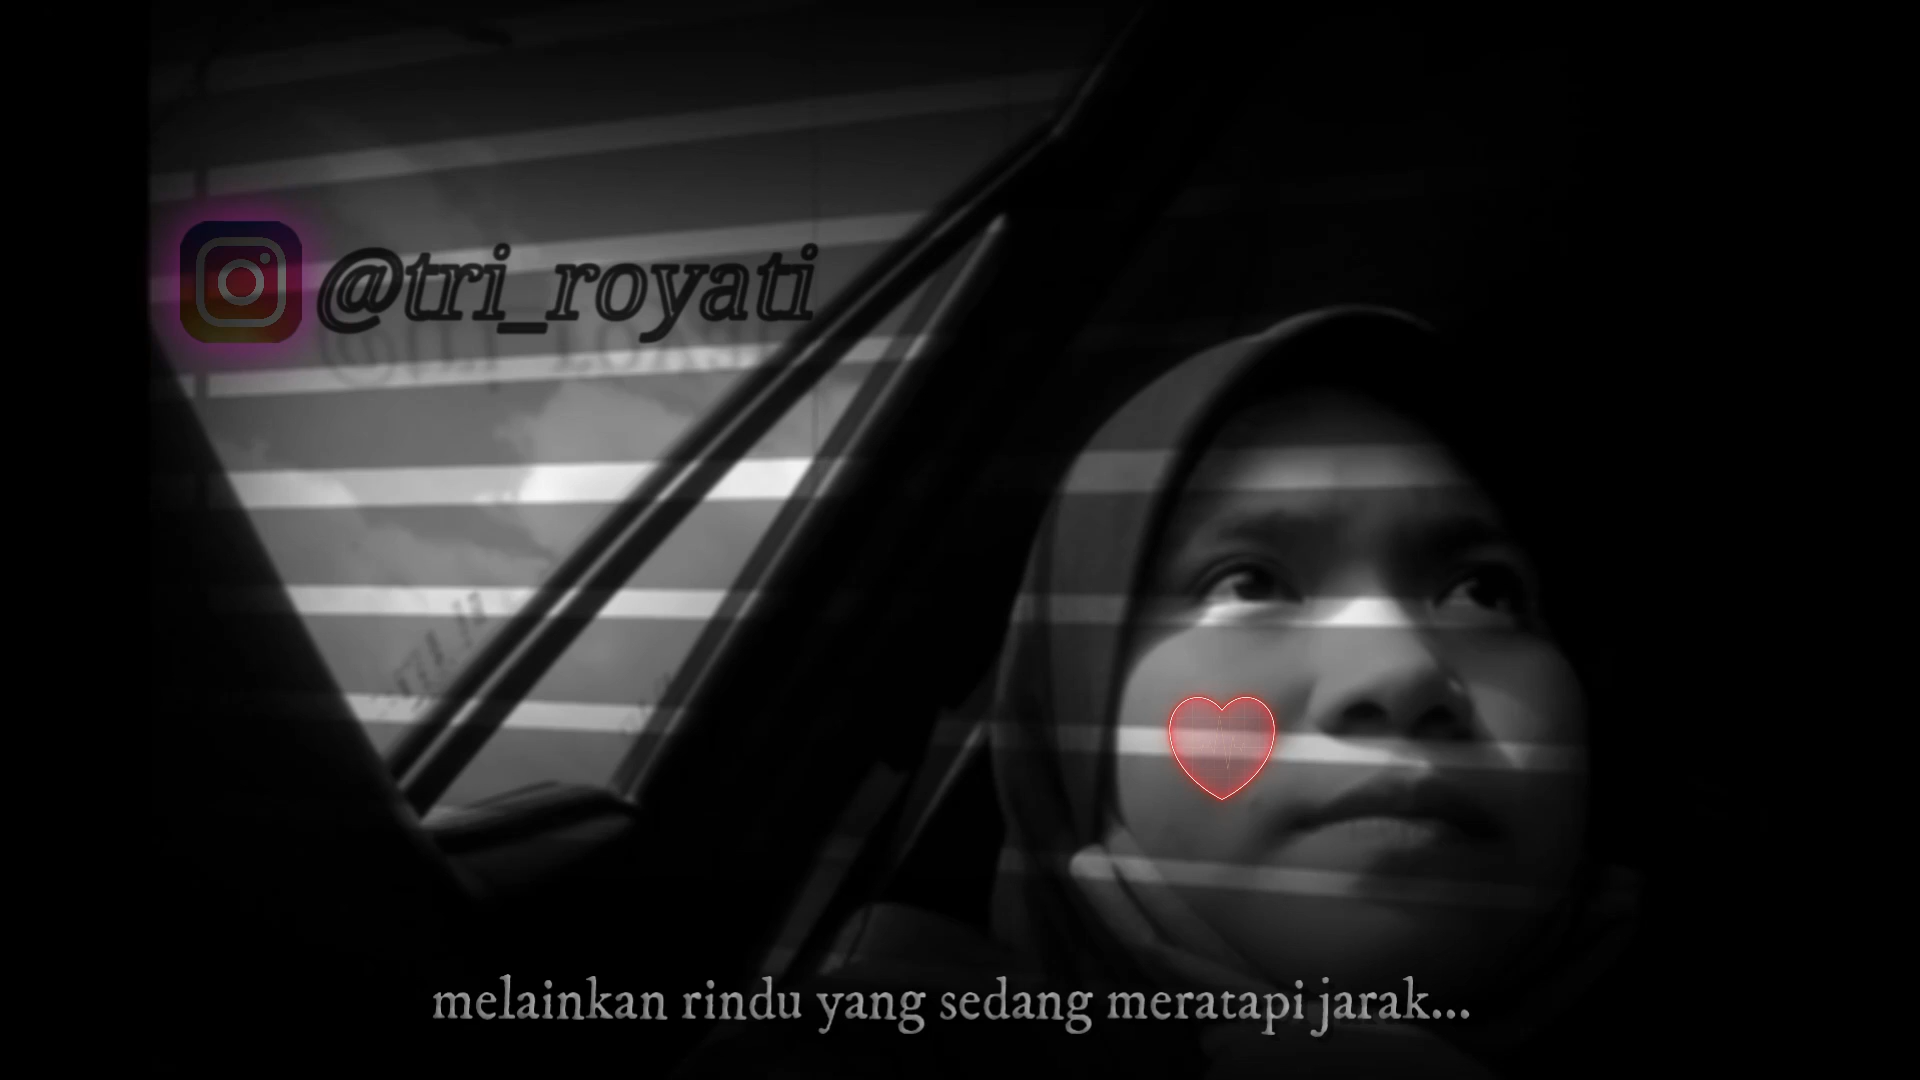 @tri_royati
melainkan rindu yang sedang meratapi jarak...